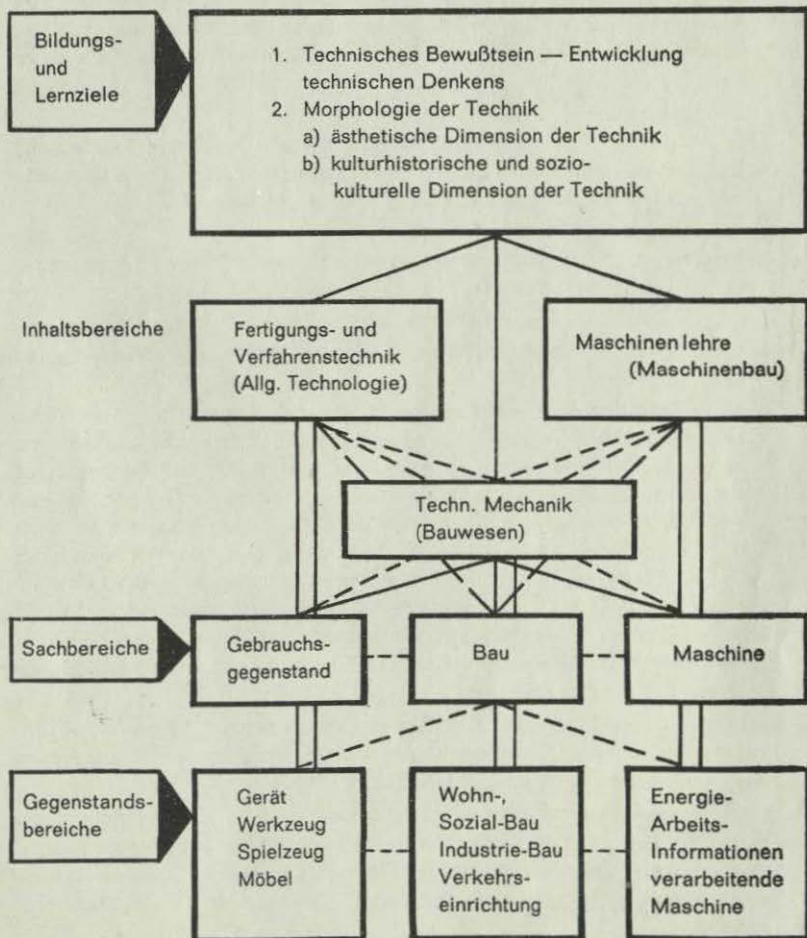 Bildungs-
und
Lernziele
1. Technisches Bewußtsein — Entwicklung
technischen Denkens
2. Morphologie der Technik
a) ästhetische Dimension der Technik
b) kulturhistorische und sozio-
kulturelle Dimension der Technik
Inhaltsbereiche
Fertigungs- und
Verfahrenstechnik
(Allg. Technologie)
Maschinenlehre
(Maschinenbau)
Techn. Mechanik
(Bauwesen)
Sachbereiche
Gebrauchs-
gegenstand
Bau
Maschine
Gegenstands-
bereiche
Gerät
Werkzeug
Spielzeug
Möbel
Wohn-,
Sozial-Bau
Industrie-Bau
Verkehrs-
einrichtung
Energie-
Arbeits-
Informationen
verarbeitende
Maschine